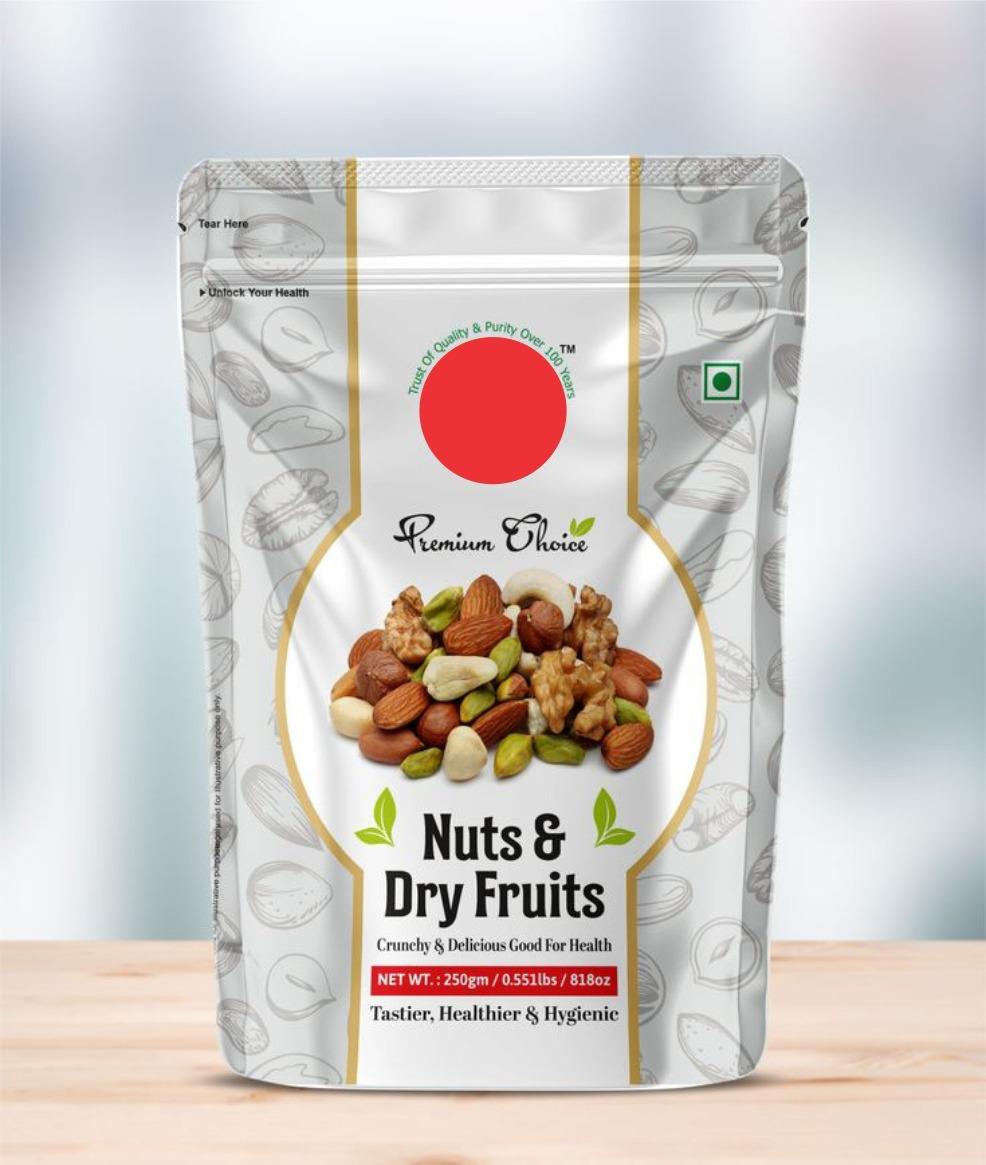 Tear Here
Unlock Your Health
Trust Of Quality & Purity Over 100 Years
TM
Premium Choice
Nuts &
Dry Fruits
Crunchy & Delicious Good For Health
NET WT. : 250gm / 0.551lbs / 818oz
Tastier, Healthier & Hygienic